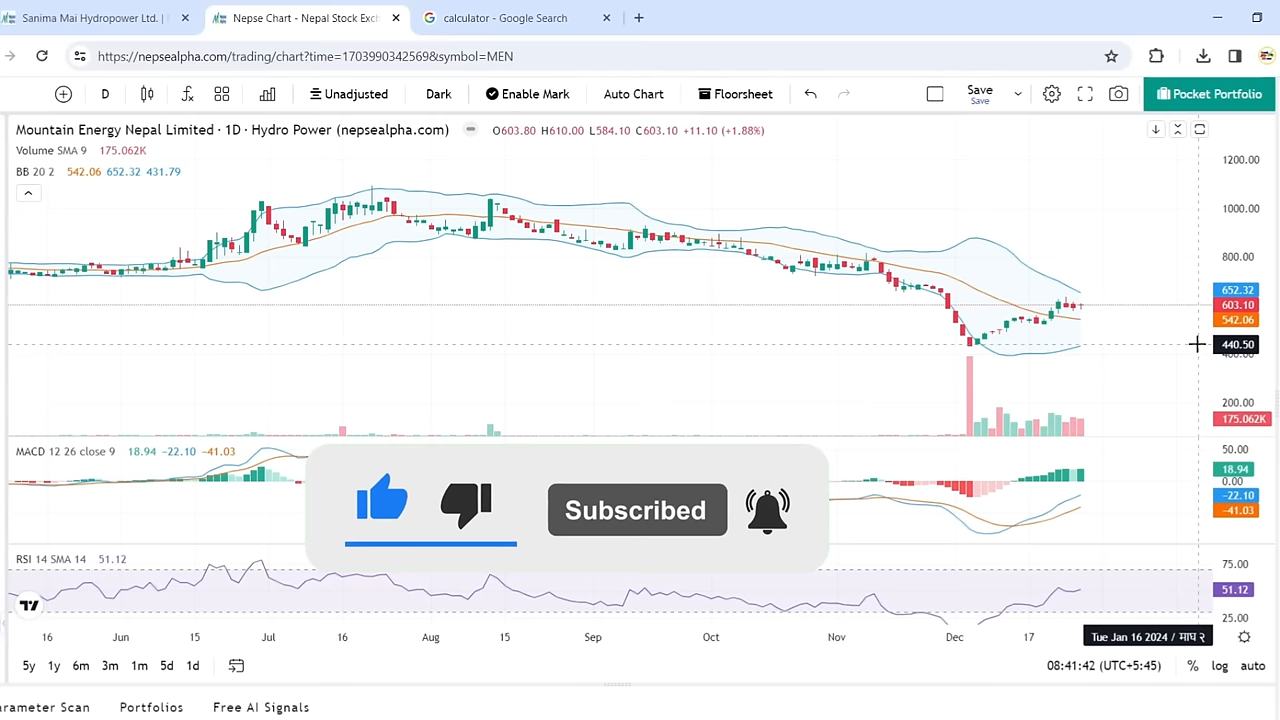 Sanima Mai Hydropower Ltd. |
Nepse Chart - Nepal Stock Exch
calculator - Google Search
https://nepsealpha.com/trading/chart?time=1703990342569&symbol=MEN
D
Unadjusted
Dark
Enable Mark
Auto Chart
Floorsheet
Save
Save
Pocket Portfolio
Mountain Energy Nepal Limited · 1D · Hydro Power (nepsealpha.com) O603.80 H610.00 L584.10 C603.10 +11.10 (+1.88%)
Volume SMA 9 175.062K
BB 20 2 542.06 652.32 431.79
1200.00
1000.00
800.00
652.32
603.10
542.06
440.50
400.00
200.00
175.062K
MACD 12 26 close 9 18.94 −22.10 −41.03
50.00
18.94
0.00
−22.10
−41.03
Subscribed
RSI 14 SMA 14 51.12
75.00
51.12
25.00
16 Jun 15 Jul 16 Aug 15 Sep Oct Nov Dec 17
Tue Jan 16 2024 / माघ २
5y 1y 6m 3m 1m 5d 1d
08:41:42 (UTC+5:45)
% log auto
arameter Scan Portfolios Free AI Signals